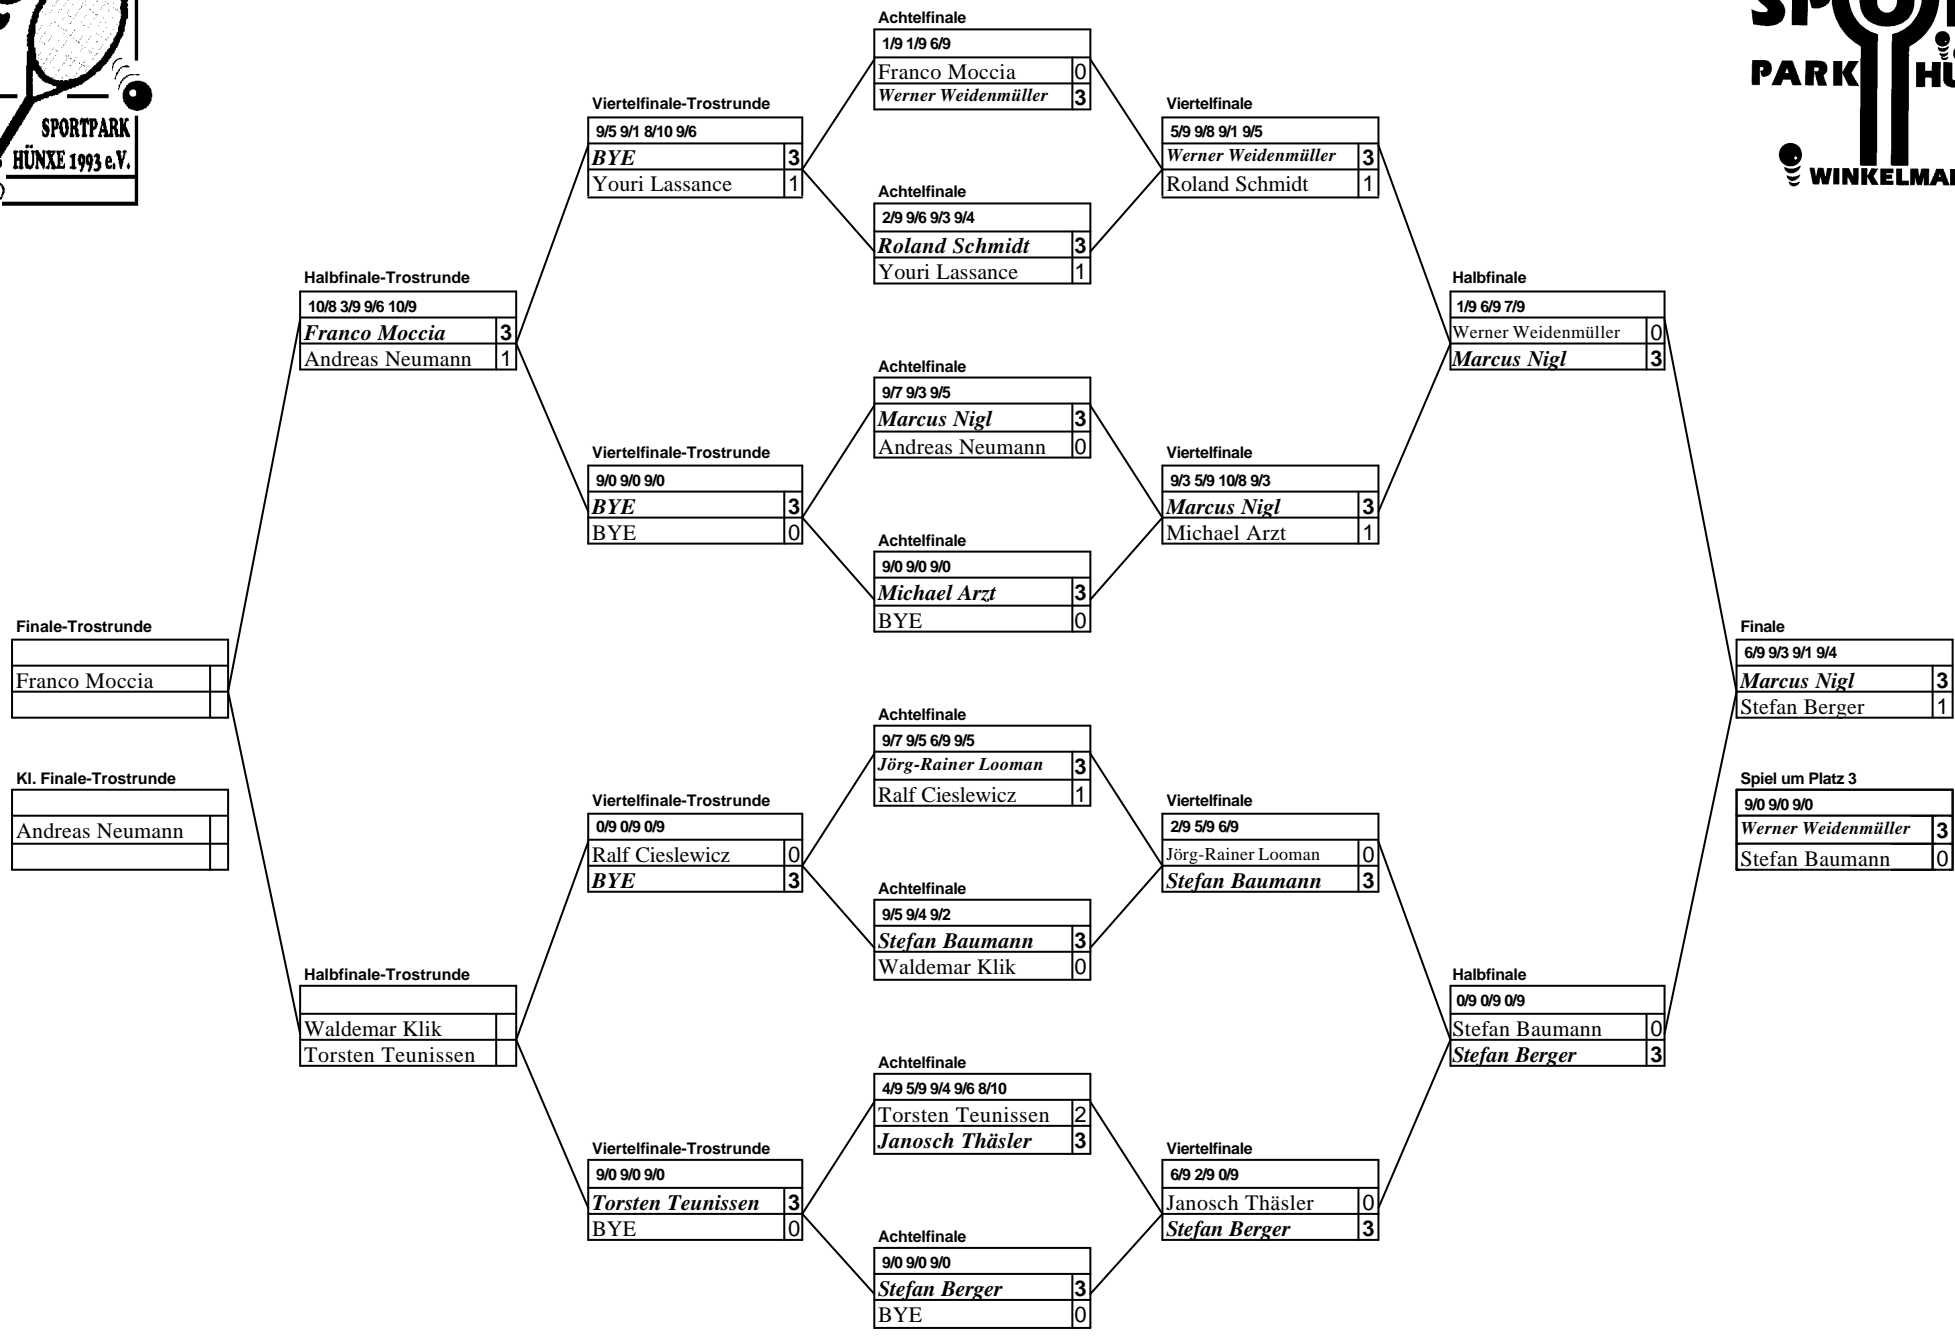 SPORTPARK
HÜNXE 1993 e.V.
PARK
Finale-Trostrunde
Franco Moccia
Kl. Finale-Trostrunde
Andreas Neumann
Halbfinale-Trostrunde
10/8 3/9 9/6 10/9
Franco Moccia 3
Andreas Neumann 1
Halbfinale-Trostrunde
Waldemar Klik
Torsten Teunissen
Viertelfinale-Trostrunde
9/5 9/1 8/10 9/6
BYE 3
Youri Lassance 1
Viertelfinale-Trostrunde
9/0 9/0 9/0
BYE 3
BYE 0
Viertelfinale-Trostrunde
0/9 0/9 0/9
Ralf Cieslewicz 0
BYE 3
Viertelfinale-Trostrunde
9/0 9/0 9/0
Torsten Teunissen 3
BYE 0
Achtelfinale
1/9 1/9 6/9
Franco Moccia 0
Werner Weidenmüller 3
Achtelfinale
2/9 9/6 9/3 9/4
Roland Schmidt 3
Youri Lassance 1
Achtelfinale
9/7 9/3 9/5
Marcus Nigl 3
Andreas Neumann 0
Achtelfinale
9/0 9/0 9/0
Michael Arzt 3
BYE 0
Achtelfinale
9/7 9/5 6/9 9/5
Jörg-Rainer Looman 3
Ralf Cieslewicz 1
Achtelfinale
9/5 9/4 9/2
Stefan Baumann 3
Waldemar Klik 0
Achtelfinale
4/9 5/9 9/4 9/6 8/10
Torsten Teunissen 2
Janosch Thäsler 3
Achtelfinale
9/0 9/0 9/0
Stefan Berger 3
BYE 0
Viertelfinale
5/9 9/8 9/1 9/5
Werner Weidenmüller 3
Roland Schmidt 1
Viertelfinale
9/3 5/9 10/8 9/3
Marcus Nigl 3
Michael Arzt 1
Viertelfinale
2/9 5/9 6/9
Jörg-Rainer Looman 0
Stefan Baumann 3
Viertelfinale
6/9 2/9 0/9
Janosch Thäsler 0
Stefan Berger 3
Halbfinale
1/9 6/9 7/9
Werner Weidenmüller 0
Marcus Nigl 3
Halbfinale
0/9 0/9 0/9
Stefan Baumann 0
Stefan Berger 3
Finale
6/9 9/3 9/1 9/4
Marcus Nigl 3
Stefan Berger 1
Spiel um Platz 3
9/0 9/0 9/0
Werner Weidenmüller 3
Stefan Baumann 0